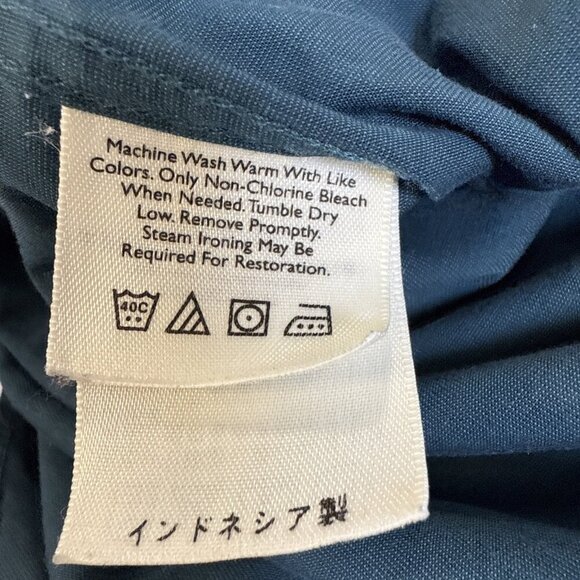 Machine Wash Warm With Like
Colors. Only Non-Chlorine Bleach
When Needed. Tumble Dry
Low. Remove Promptly.
Steam Ironing May Be
Required For Restoration.
40C
インドネシア製